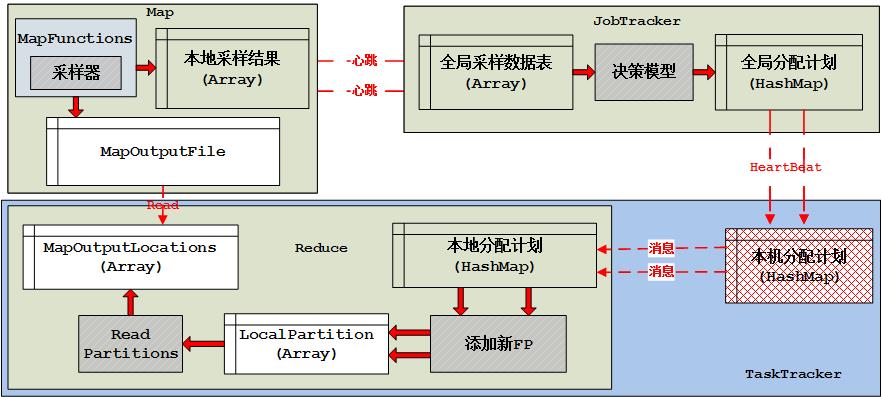 Map
MapFunctions
采样器
本地采样结果
(Array)
MapOutputFile
-心跳
-心跳
JobTracker
全局采样数据表
(Array)
决策模型
全局分配计划
(HashMap)
HeartBeat
Read
MapOutputLocations
(Array)
Reduce
本地分配计划
(HashMap)
消息
消息
本机分配计划
(HashMap)
Read
Partitions
LocalPartition
(Array)
添加新FP
TaskTracker